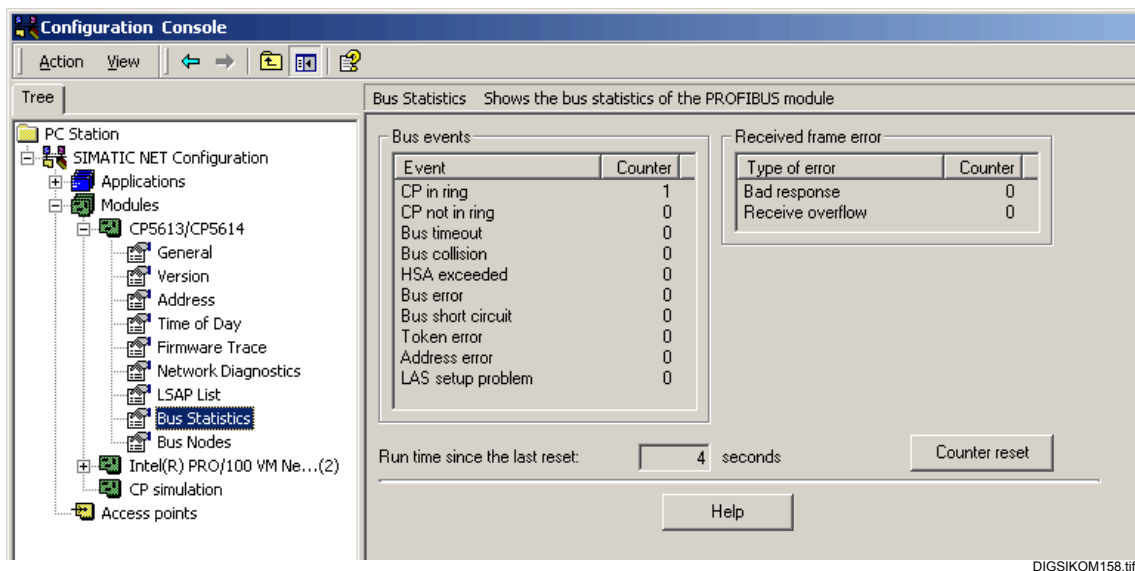 Configuration Console
Action View
Tree
Bus Statistics Shows the bus statistics of the PROFIBUS module
PC Station
SIMATIC NET Configuration
Applications
Modules
CP5613/CP5614
General
Version
Address
Time of Day
Firmware Trace
Network Diagnostics
LSAP List
Bus Statistics
Bus Nodes
Intel(R) PRO/100 VM Ne...(2)
CP simulation
Access points
Bus events
Event Counter
CP in ring 1
CP not in ring 0
Bus timeout 0
Bus collision 0
HSA exceeded 0
Bus error 0
Bus short circuit 0
Token error 0
Address error 0
LAS setup problem 0
Received frame error
Type of error Counter
Bad response 0
Receive overflow 0
Run time since the last reset: 4 seconds
Counter reset
Help
DIGSIKOM158.tif